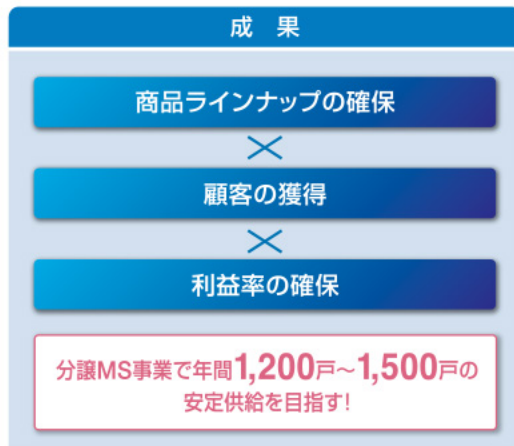 成 果
商品ラインナップの確保
×
顧客の獲得
×
利益率の確保
分譲MS事業で年間1,200戸~1,500戸の
安定供給を目指す!